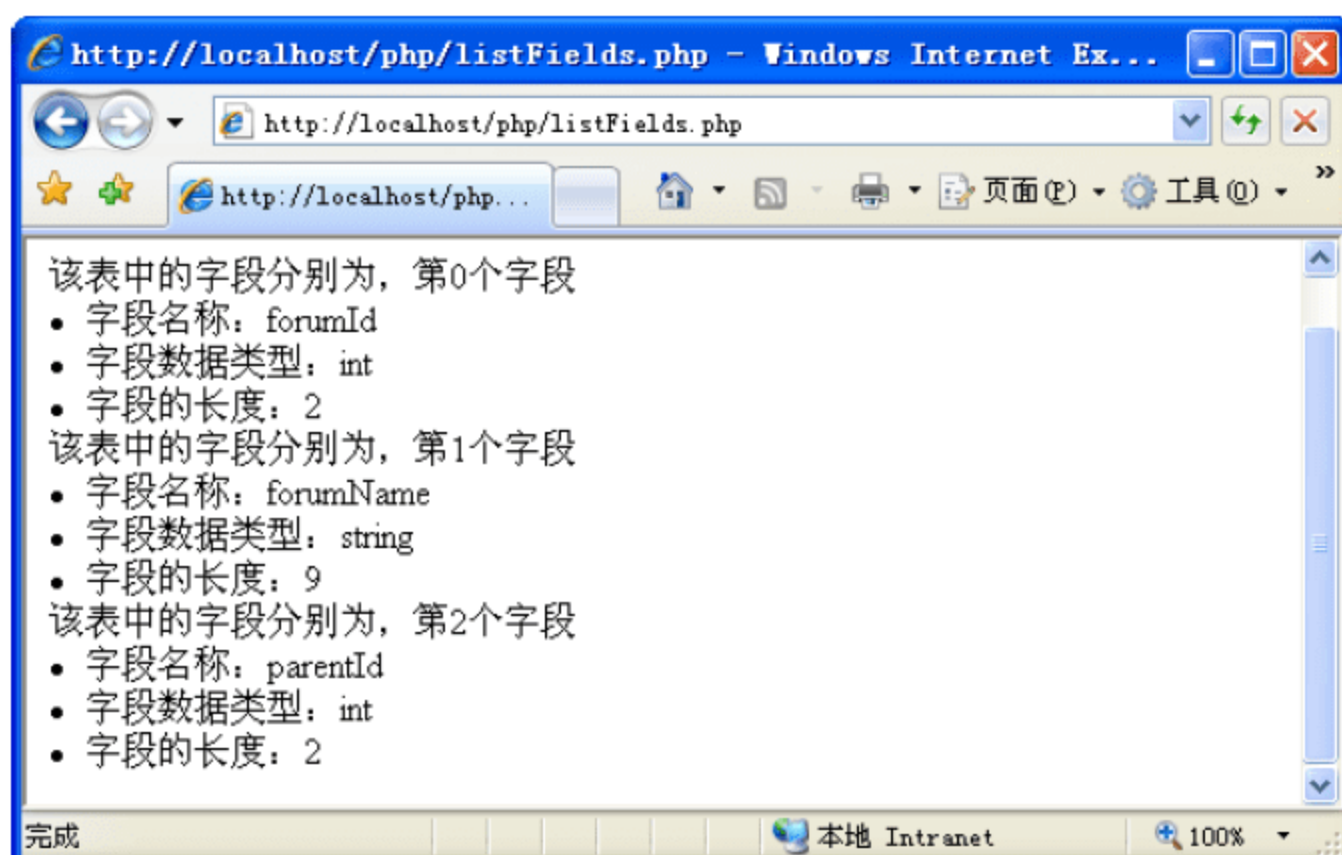 http://localhost/php/listFields.php - Windows Internet Ex...
http://localhost/php/listFields.php
http://localhost/php...
页面(P)
工具(O)
该表中的字段分别为，第0个字段
• 字段名称：forumId
• 字段数据类型：int
• 字段的长度：2
该表中的字段分别为，第1个字段
• 字段名称：forumName
• 字段数据类型：string
• 字段的长度：9
该表中的字段分别为，第2个字段
• 字段名称：parentId
• 字段数据类型：int
• 字段的长度：2
完成
本地 Intranet
100%